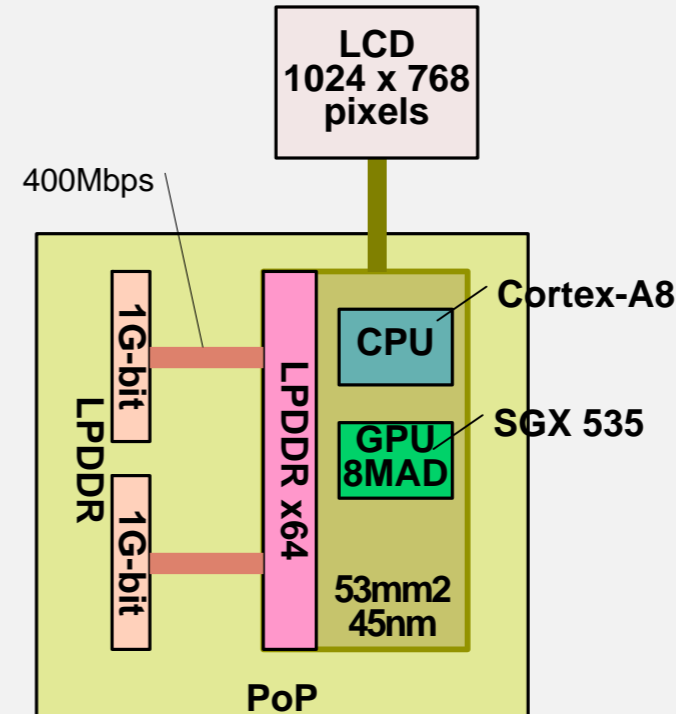 LCD
1024 x 768
pixels
400Mbps
Cortex-A8
CPU
1G-bit
LPDDR
LPDDR x64
SGX 535
GPU
8MAD
1G-bit
53mm2
45nm
PoP